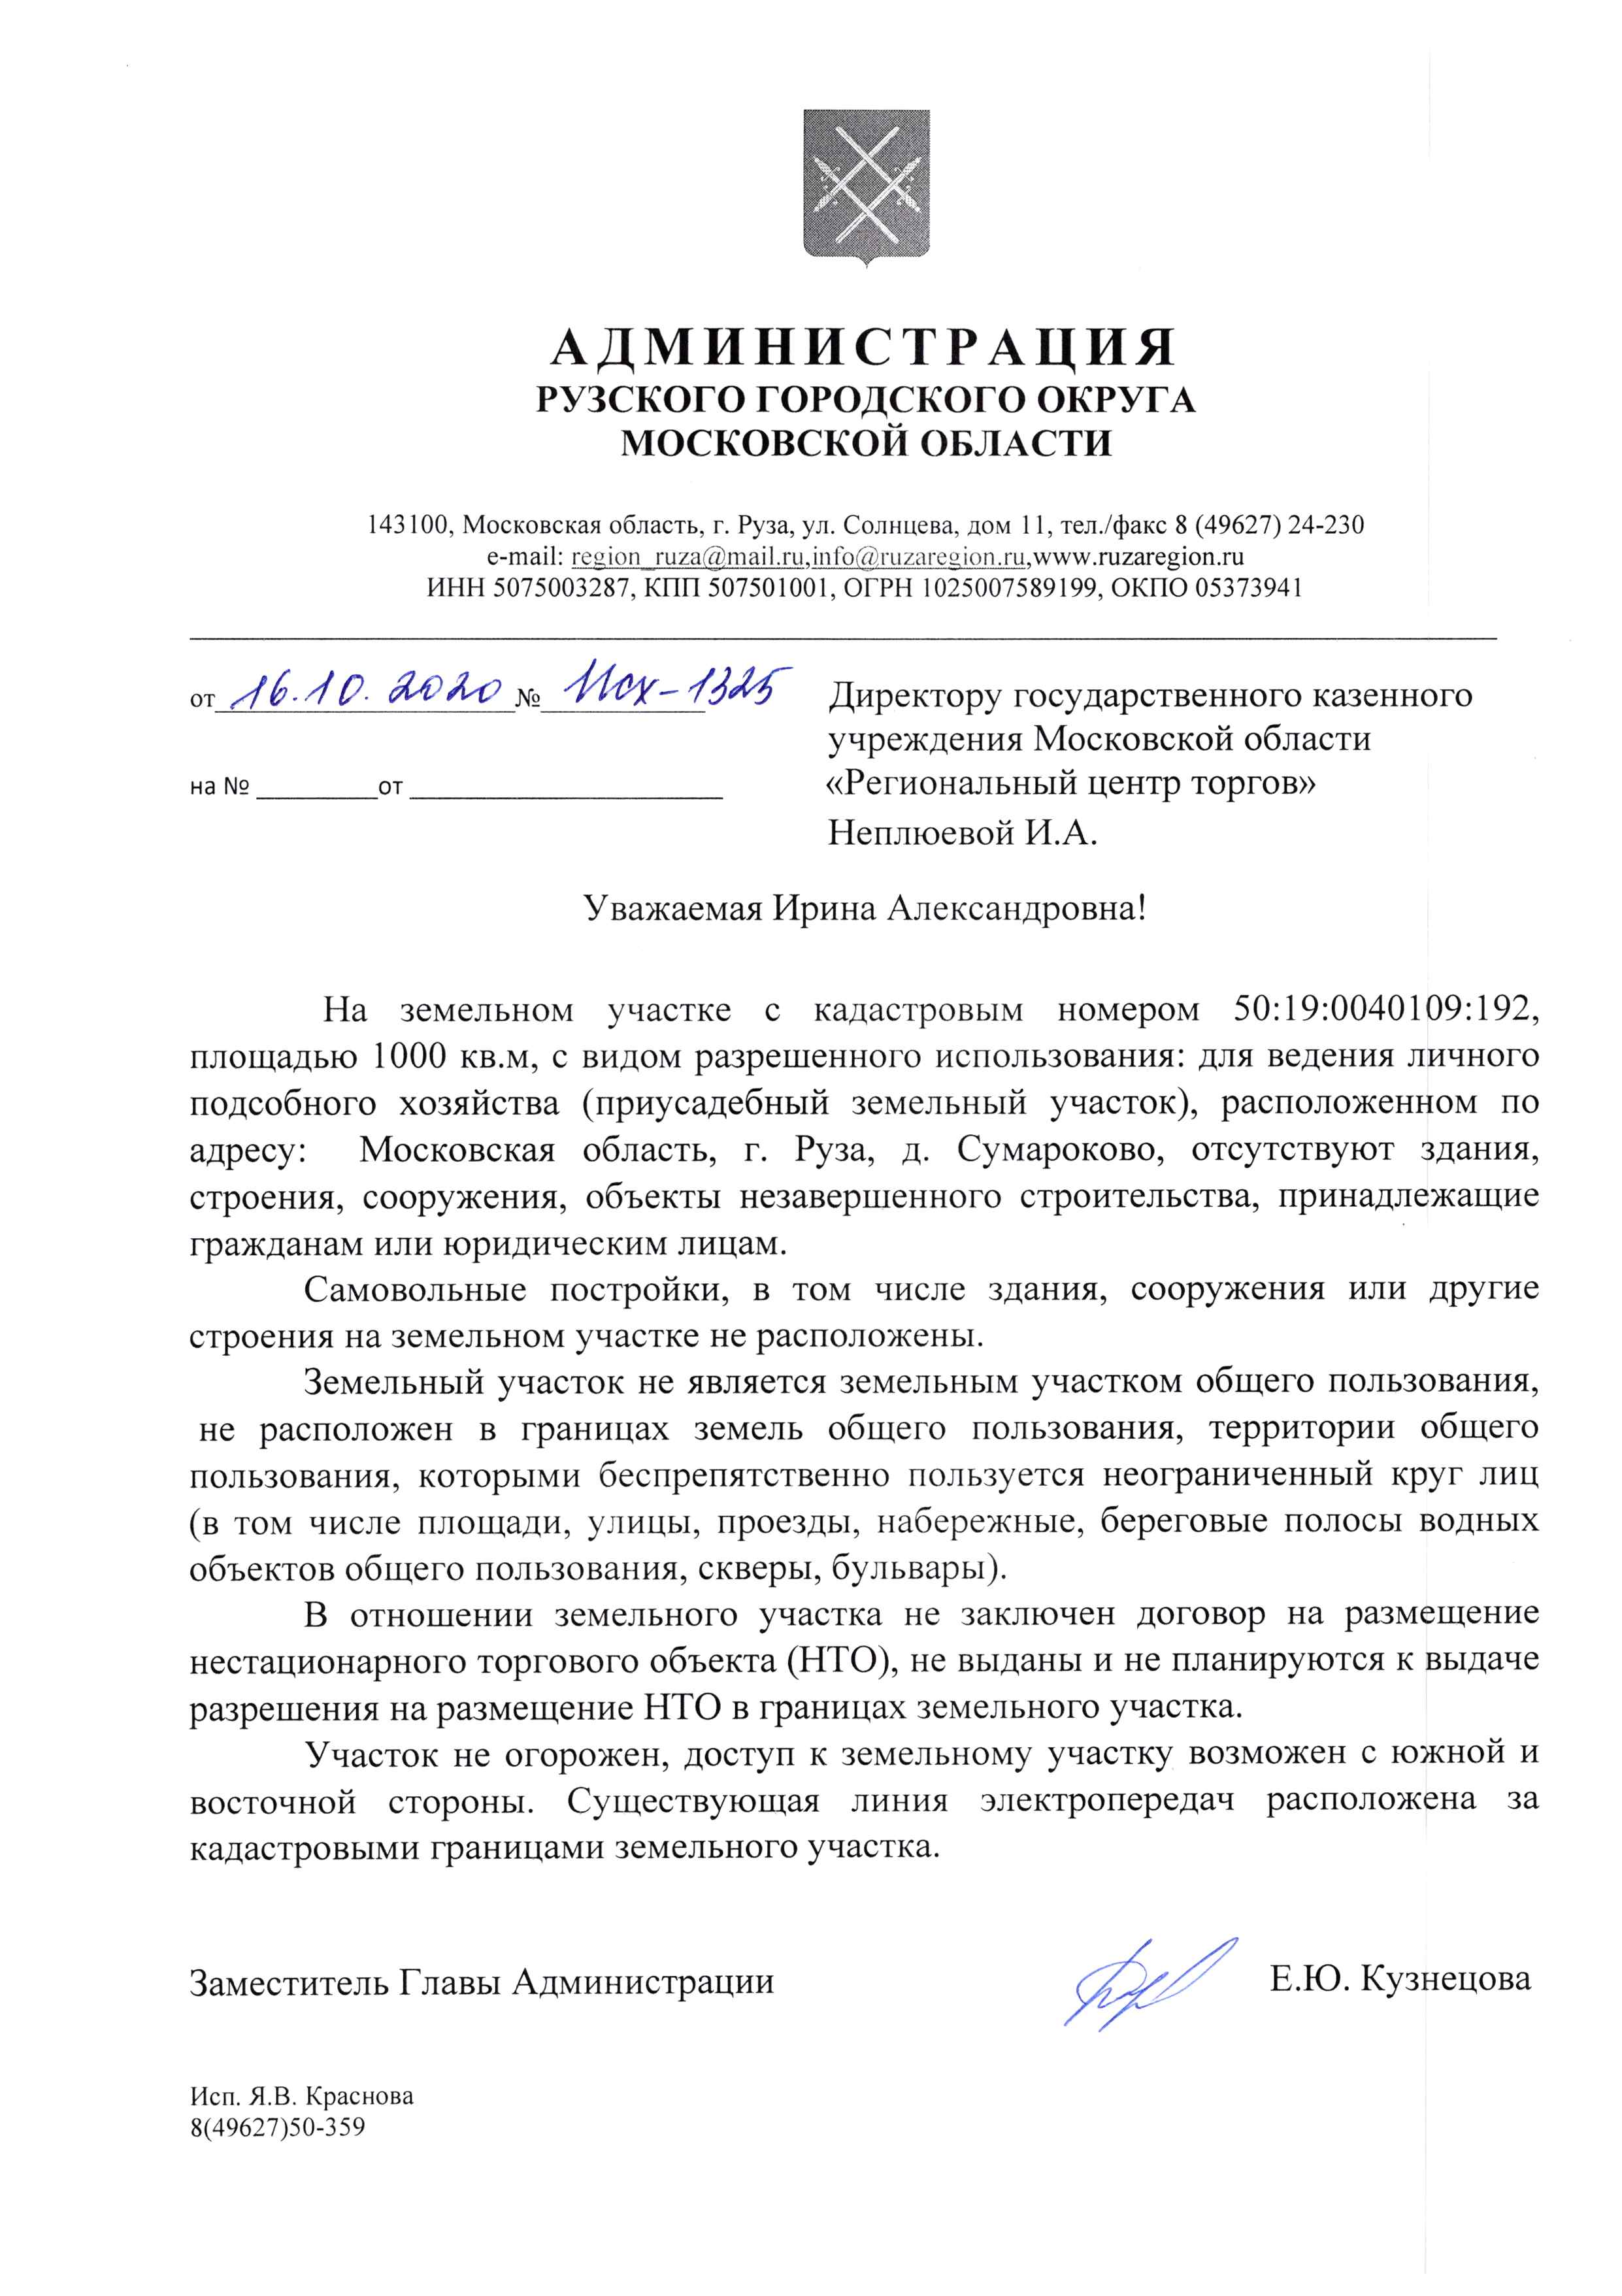 АДМИНИСТРАЦИЯ
РУЗСКОГО ГОРОДСКОГО ОКРУГА
МОСКОВСКОЙ ОБЛАСТИ
143100, Московская область, г. Руза, ул. Солнцева, дом 11, тел./факс 8 (49627) 24-230
e-mail: region_ruza@mail.ru,info@ruzaregion.ru,www.ruzaregion.ru
ИНН 5075003287, КПП 507501001, ОГРН 1025007589199, ОКПО 05373941
от 16.10.2020 № Исх-1325
на № __________от ____________________
Директору государственного казенного
учреждения Московской области
«Региональный центр торгов»
Неплюевой И.А.
Уважаемая Ирина Александровна!
На земельном участке с кадастровым номером 50:19:0040109:192,
площадью 1000 кв.м, с видом разрешенного использования: для ведения личного
подсобного хозяйства (приусадебный земельный участок), расположенном по
адресу: Московская область, г. Руза, д. Сумароково, отсутствуют здания,
строения, сооружения, объекты незавершенного строительства, принадлежащие
гражданам или юридическим лицам.
Самовольные постройки, в том числе здания, сооружения или другие
строения на земельном участке не расположены.
Земельный участок не является земельным участком общего пользования,
не расположен в границах земель общего пользования, территории общего
пользования, которыми беспрепятственно пользуется неограниченный круг лиц
(в том числе площади, улицы, проезды, набережные, береговые полосы водных
объектов общего пользования, скверы, бульвары).
В отношении земельного участка не заключен договор на размещение
нестационарного торгового объекта (НТО), не выданы и не планируются к выдаче
разрешения на размещение НТО в границах земельного участка.
Участок не огорожен, доступ к земельному участку возможен с южной и
восточной стороны. Существующая линия электропередач расположена за
кадастровыми границами земельного участка.
Заместитель Главы Администрации
Е.Ю. Кузнецова
Исп. Я.В. Краснова
8(49627)50-359